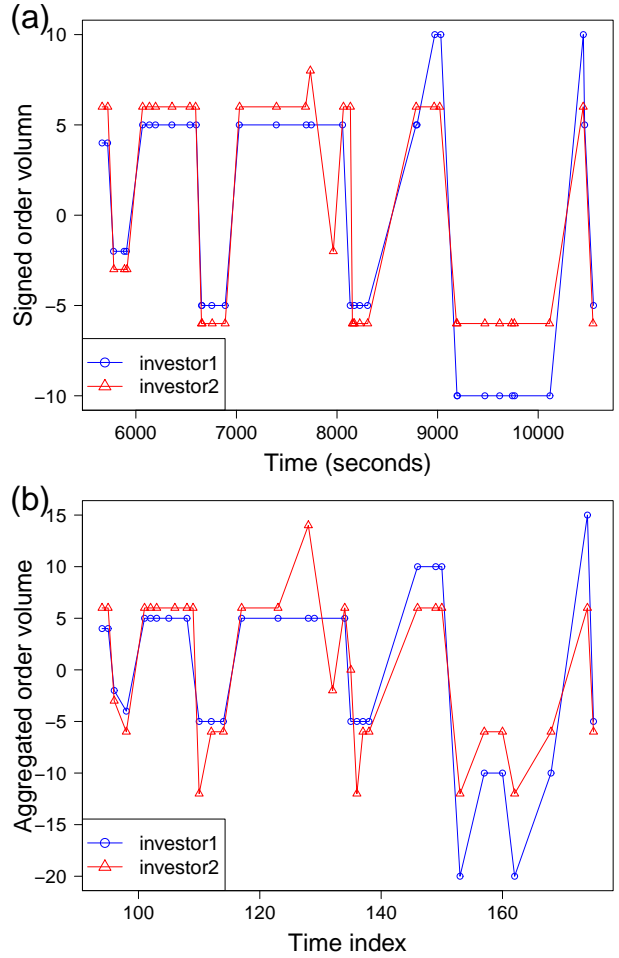 (a)
Signed order volumn
10
5
0
−5
−10
investor1
investor2
6000 7000 8000 9000 10000
Time (seconds)
(b)
Aggregated order volume
15
10
5
0
−5
−10
−15
−20
investor1
investor2
100 120 140 160
Time index